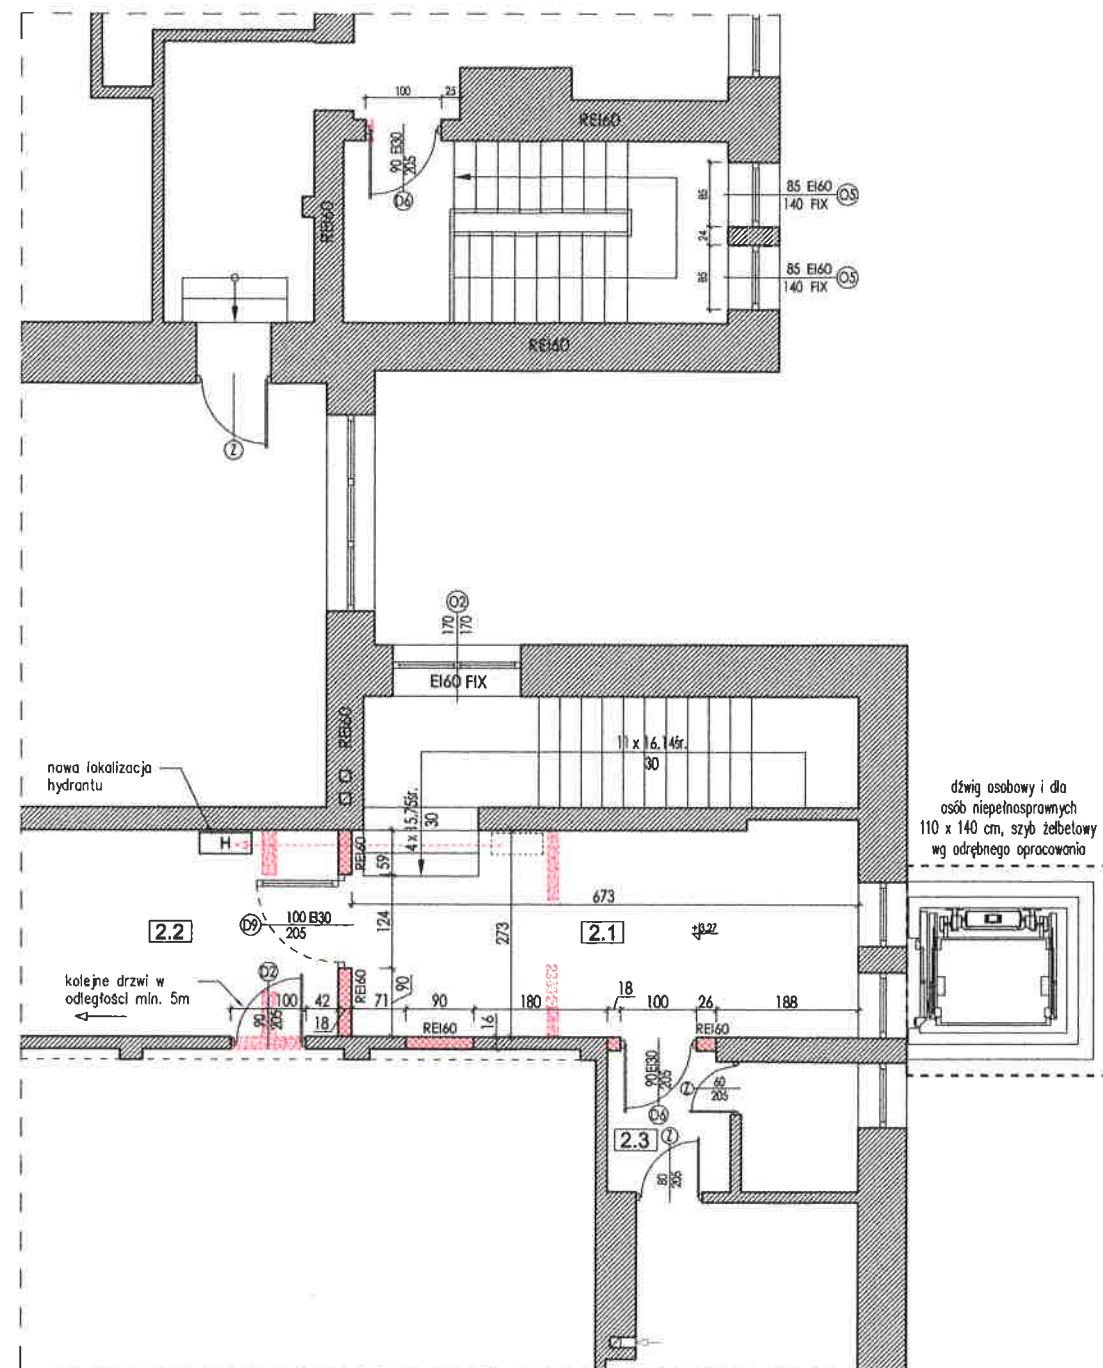 100
25
REI60
90 EI30
205
D6
REI60
85
24
85
85 EI60
140 FIX
O5
85 EI60
140 FIX
O5
REI60
Z
O2
170
170
EI60 FIX
REI60
11 x 16,14śr.
30
nowa lokalizacja
hydrantu
H
4 x 15,75śr.
30
REI60
59
124
90
REI60
273
673
2.2
D9
100 EI30
205
2.1
dźwig osobowy i dla
osób niepełnosprawnych
110 x 140 cm, szyb żelbetowy
wg odrębnego opracowania
kolejne drzwi w
odległości min. 5m
D2
90
205
100
42
18
71
90
180
18
100
26
188
REI60
16
REI60
90 EI30
205
D6
Z
60
205
2.3
Z
80
205